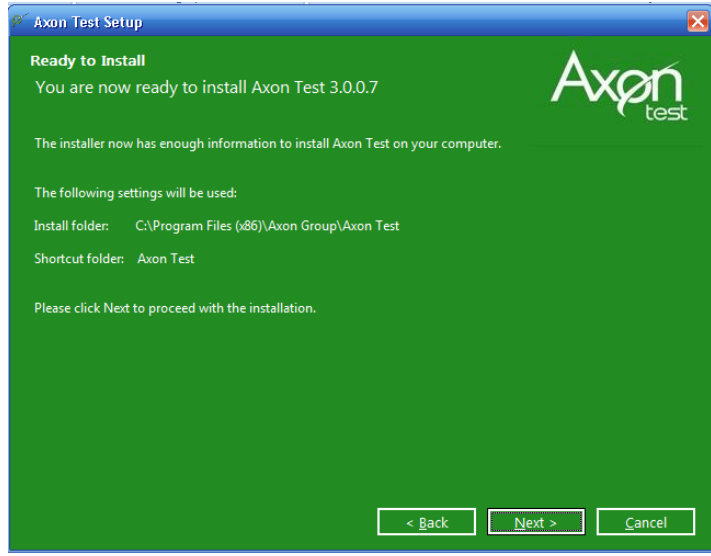 Axon Test Setup
Ready to Install
You are now ready to install Axon Test 3.0.0.7
Axøn
test
The installer now has enough information to install Axon Test on your computer.
The following settings will be used:
Install folder: C:\Program Files (x86)\Axon Group\Axon Test
Shortcut folder: Axon Test
Please click Next to proceed with the installation.
< Back Next > Cancel